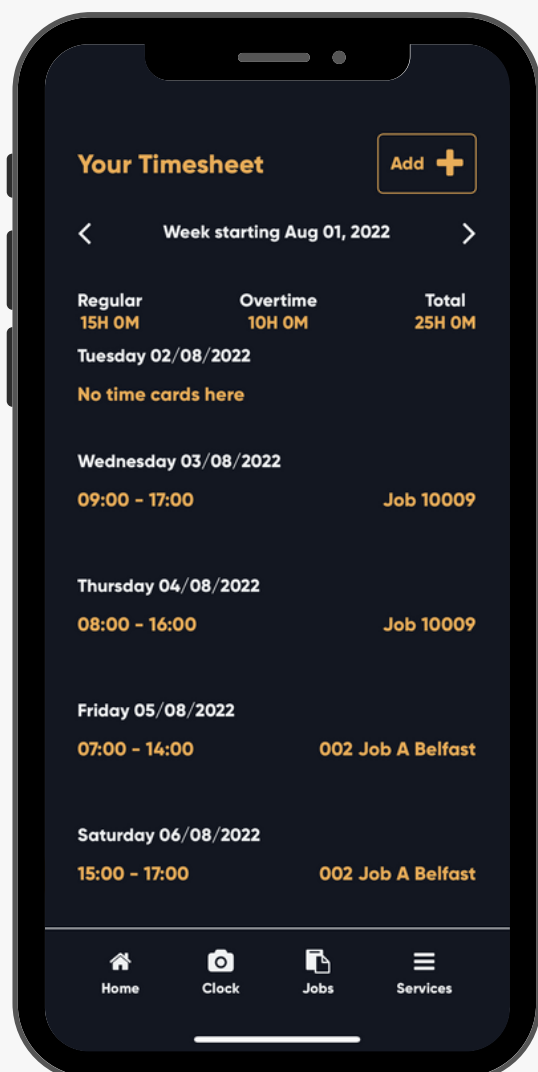 Your Timesheet
Add
Week starting Aug 01, 2022
Regular Overtime Total
15H 0M 10H 0M 25H 0M
Tuesday 02/08/2022
No time cards here
Wednesday 03/08/2022
09:00 - 17:00 Job 10009
Thursday 04/08/2022
08:00 - 16:00 Job 10009
Friday 05/08/2022
07:00 - 14:00 002 Job A Belfast
Saturday 06/08/2022
15:00 - 17:00 002 Job A Belfast
Home Clock Jobs Services